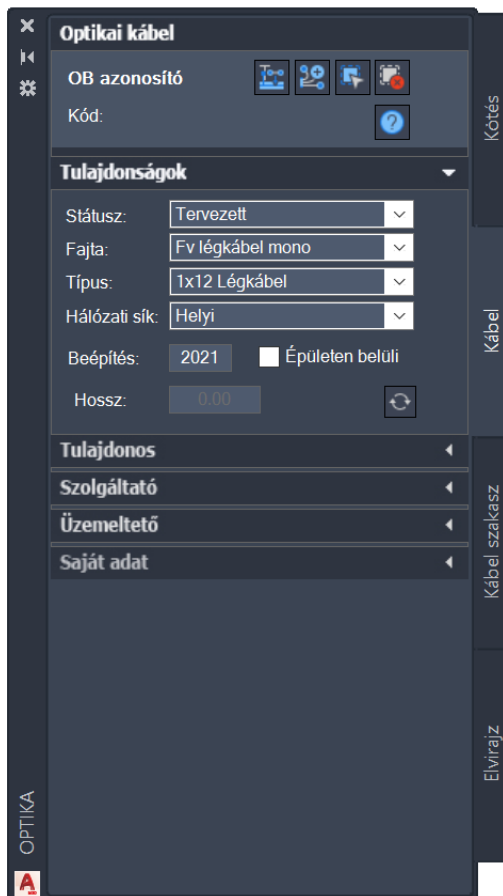 Optikai kábel
OB azonosító
Kód:
Tulajdonságok
Státusz: Tervezett
Fajta: Fv légkábel mono
Típus: 1x12 Légkábel
Hálózati sík: Helyi
Beépítés: 2021 Épületen belüli
Hossz: 0.00
Tulajdonos
Szolgáltató
Üzemeltető
Saját adat
Kötés
Kábel
Kábel szakasz
Elvirajz
OPTIKA